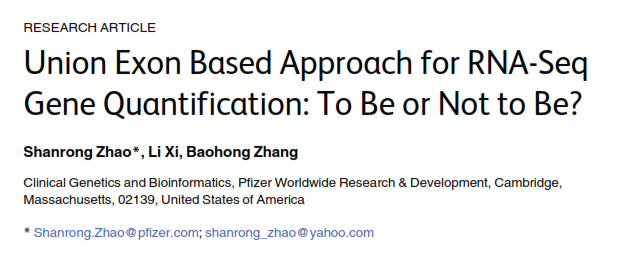 RESEARCH ARTICLE
Union Exon Based Approach for RNA-Seq
Gene Quantification: To Be or Not to Be?
Shanrong Zhao*, Li Xi, Baohong Zhang
Clinical Genetics and Bioinformatics, Pfizer Worldwide Research & Development, Cambridge,
Massachusetts, 02139, United States of America
* Shanrong.Zhao@pfizer.com; shanrong_zhao@yahoo.com